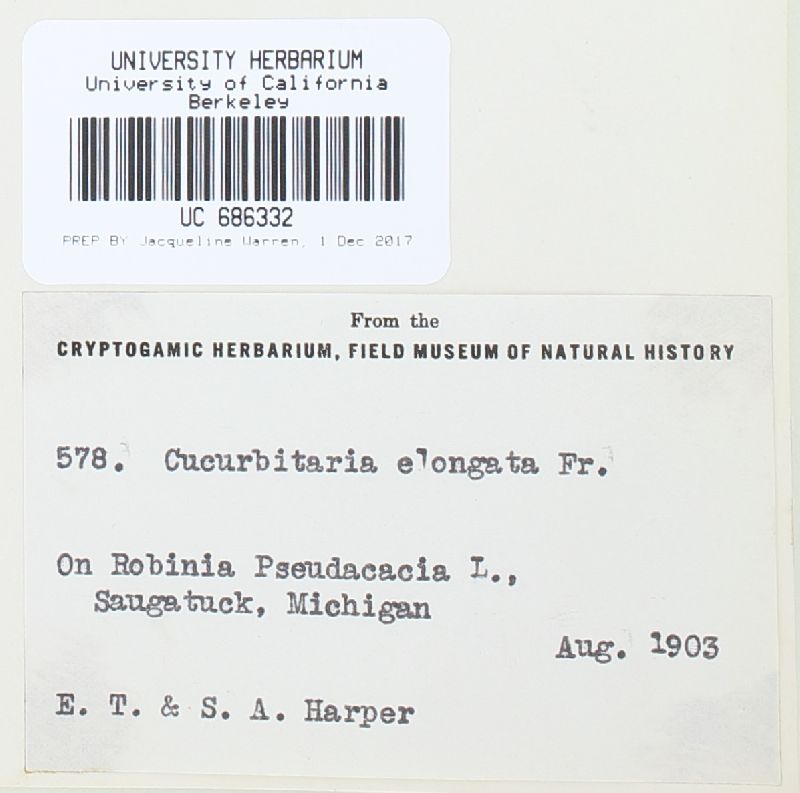 UNIVERSITY HERBARIUM
University of California
Berkeley
UC 686332
PREP BY Jacqueline Warren, 1 Dec 2017
From the
CRYPTOGAMIC HERBARIUM, FIELD MUSEUM OF NATURAL HISTORY
578. Cucurbitaria elongata Fr.
On Robinia Pseudacacia L.,
Saugatuck, Michigan
Aug. 1903
E. T. & S. A. Harper